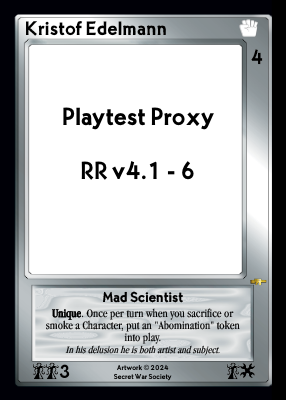 Kristof Edelmann
4
Playtest Proxy
RR v4.1 - 6
Mad Scientist
Unique. Once per turn when you sacrifice or
smoke a Character, put an "Abomination" token
into play.
In his delusion he is both artist and subject.
3
Artwork © 2024
Secret War Society